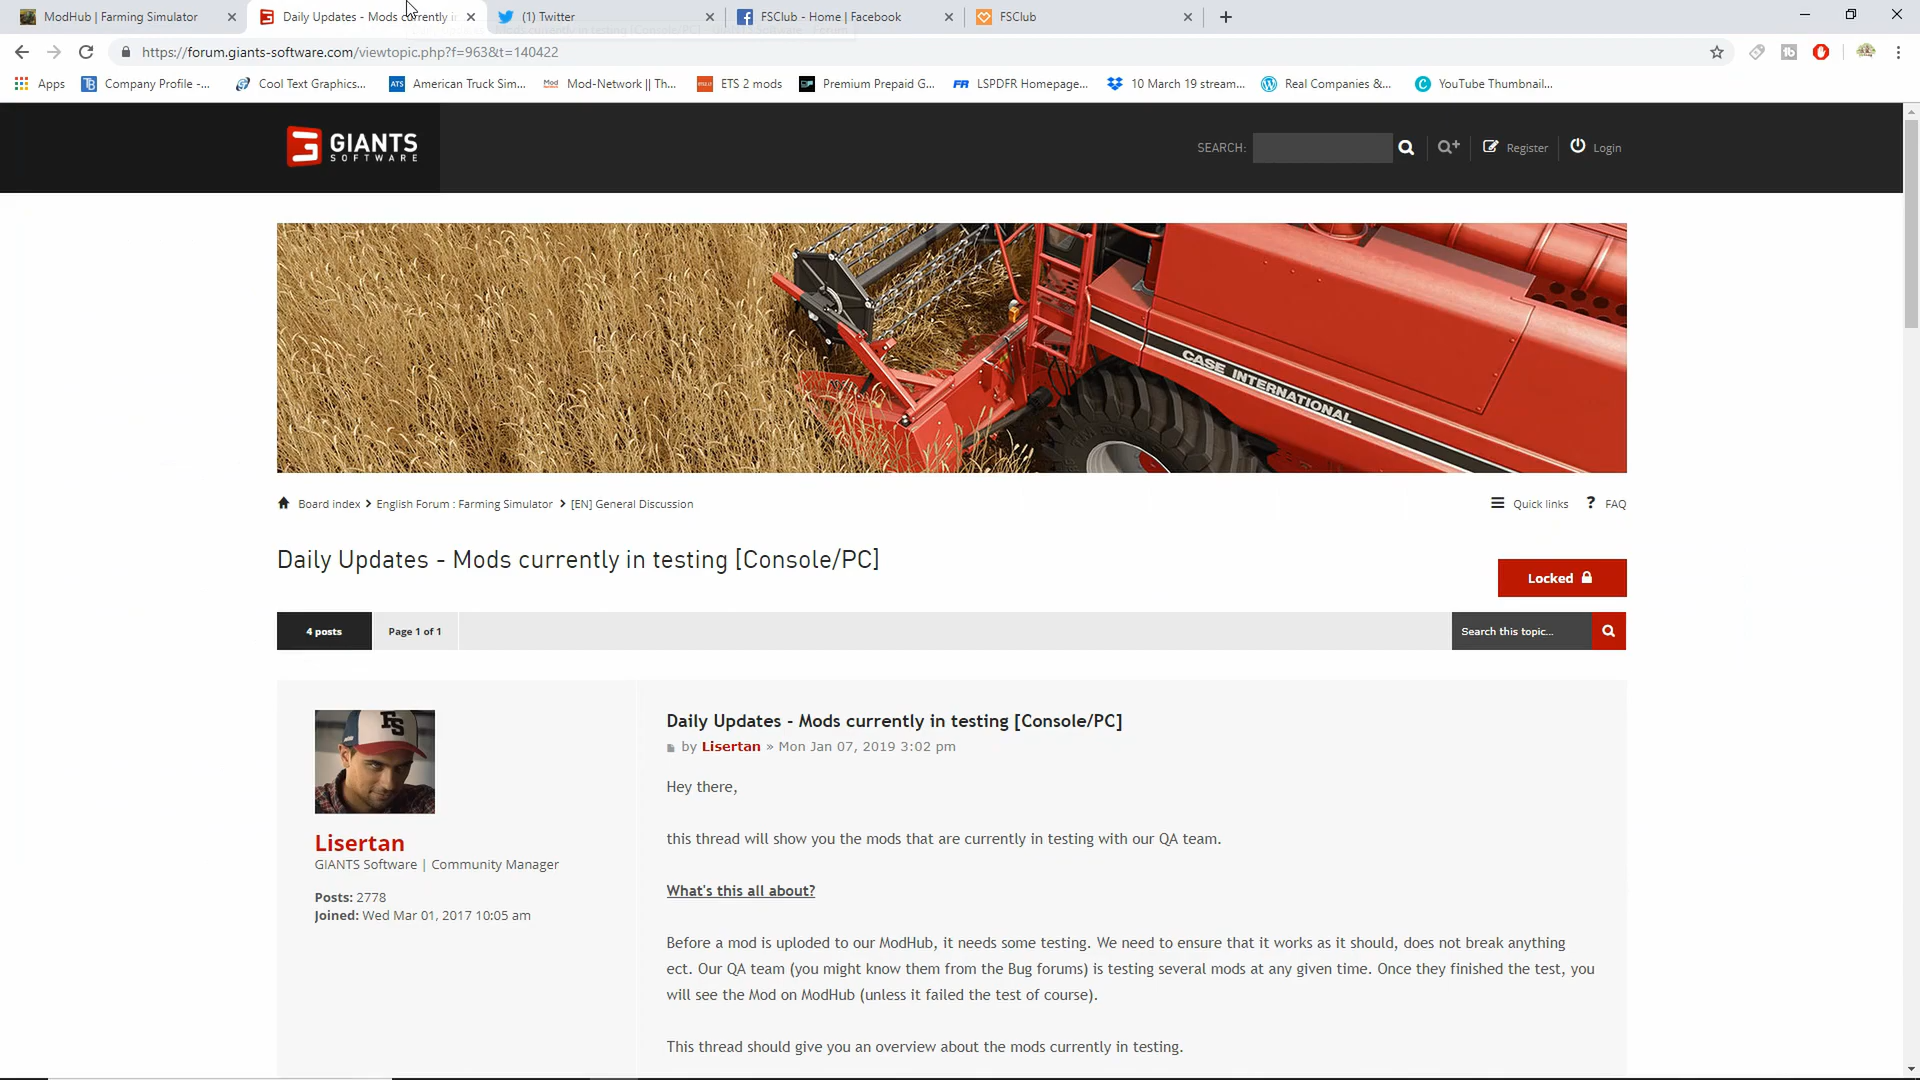 ModHub | Farming Simulator
Daily Updates - Mods currently i
(1) Twitter
FSClub - Home | Facebook
FSClub
https://forum.giants-software.com/viewtopic.php?f=963&t=140422
Apps
Company Profile -...
Cool Text Graphics...
ATS
American Truck Sim...
Mod
Mod-Network || Th...
ETS 2 mods
Premium Prepaid G...
FR
LSPDFR Homepage...
10 March 19 stream...
Real Companies &...
YouTube Thumbnail...
GIANTS
SOFTWARE
SEARCH:
Register
Login
CASE INTERNATIONAL
Board index
English Forum : Farming Simulator
[EN] General Discussion
Quick links
? FAQ
Daily Updates - Mods currently in testing [Console/PC]
Locked
4 posts
Page 1 of 1
Search this topic...
FS
Lisertan
GIANTS Software | Community Manager
Posts: 2778
Joined: Wed Mar 01, 2017 10:05 am
Daily Updates - Mods currently in testing [Console/PC]
by Lisertan » Mon Jan 07, 2019 3:02 pm
Hey there,
this thread will show you the mods that are currently in testing with our QA team.
What's this all about?
Before a mod is uploded to our ModHub, it needs some testing. We need to ensure that it works as it should, does not break anything
ect. Our QA team (you might know them from the Bug forums) is testing several mods at any given time. Once they finished the test, you
will see the Mod on ModHub (unless it failed the test of course).
This thread should give you an overview about the mods currently in testing.